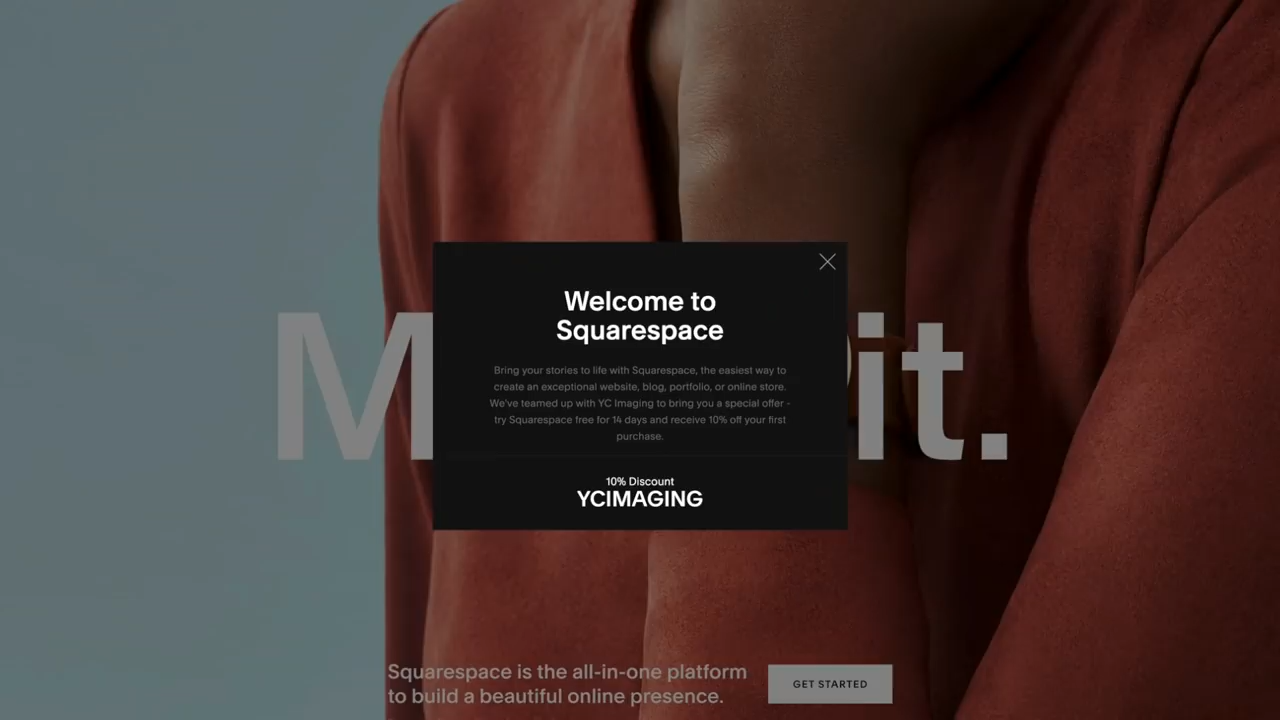 Welcome to
Squarespace
Bring your stories to life with Squarespace, the easiest way to
create an exceptional website, blog, portfolio, or online store.
We've teamed up with YC Imaging to bring you a special offer -
try Squarespace free for 14 days and receive 10% off your first
purchase.
10% Discount
YCIMAGING
it.
Squarespace is the all-in-one platform
to build a beautiful online presence.
GET STARTED